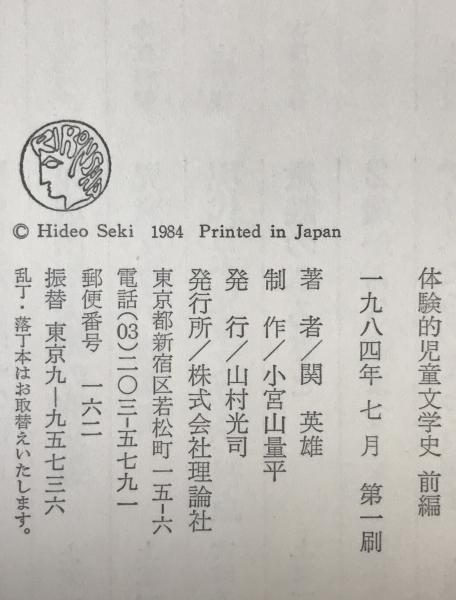 体験的児童文学史 前編
一九八四年 七月 第一刷
著 者/関 英雄
制 作/小宮山量平
発 行/山村光司
発行所/株式会社理論社
東京都新宿区若松町一五-六
電話(03)二〇三-五七九一
郵便番号 一六二
振替 東京九-九五七三六
乱丁・落丁本はお取替えいたします。
RIRONSHA
© Hideo Seki 1984 Printed in Japan